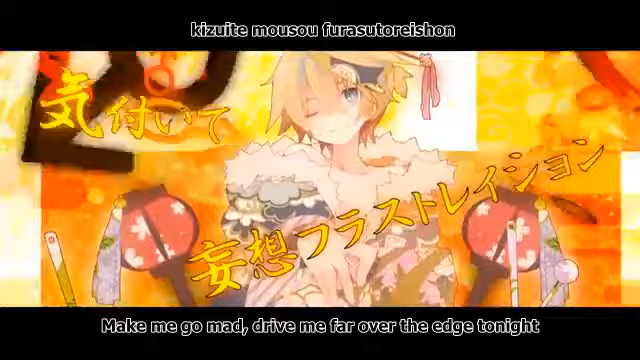 kizuite mousou furasutoreishon
気付いて
妄想フラストレイション
Make me go mad, drive me far over the edge tonight